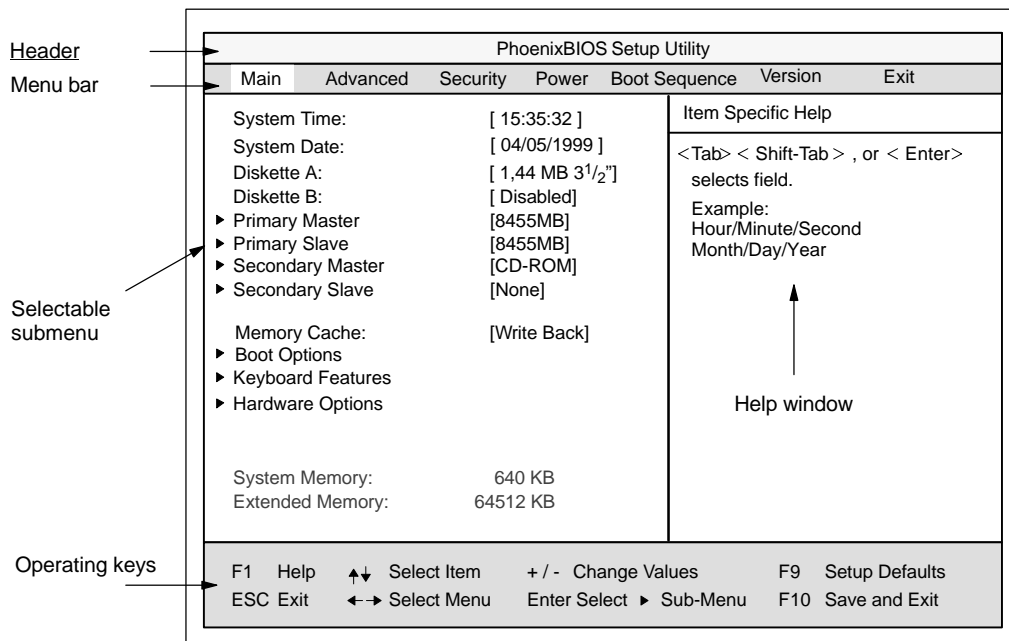 PhoenixBIOS Setup Utility
Header
Menu bar
Main Advanced Security Power Boot Sequence Version Exit
System Time: [ 15:35:32 ]
System Date: [ 04/05/1999 ]
Diskette A: [ 1,44 MB 3 1/2”]
Diskette B: [ Disabled]
▶ Primary Master [8455MB]
▶ Primary Slave [8455MB]
▶ Secondary Master [CD-ROM]
▶ Secondary Slave [None]
Memory Cache: [Write Back]
▶ Boot Options
▶ Keyboard Features
▶ Hardware Options
System Memory: 640 KB
Extended Memory: 64512 KB
Item Specific Help
<Tab> < Shift-Tab > , or < Enter>
selects field.
Example:
Hour/Minute/Second
Month/Day/Year
Help window
Selectable
submenu
Operating keys
F1 Help ▲▼ Select Item + / - Change Values F9 Setup Defaults
ESC Exit ◄─► Select Menu Enter Select ▶ Sub-Menu F10 Save and Exit